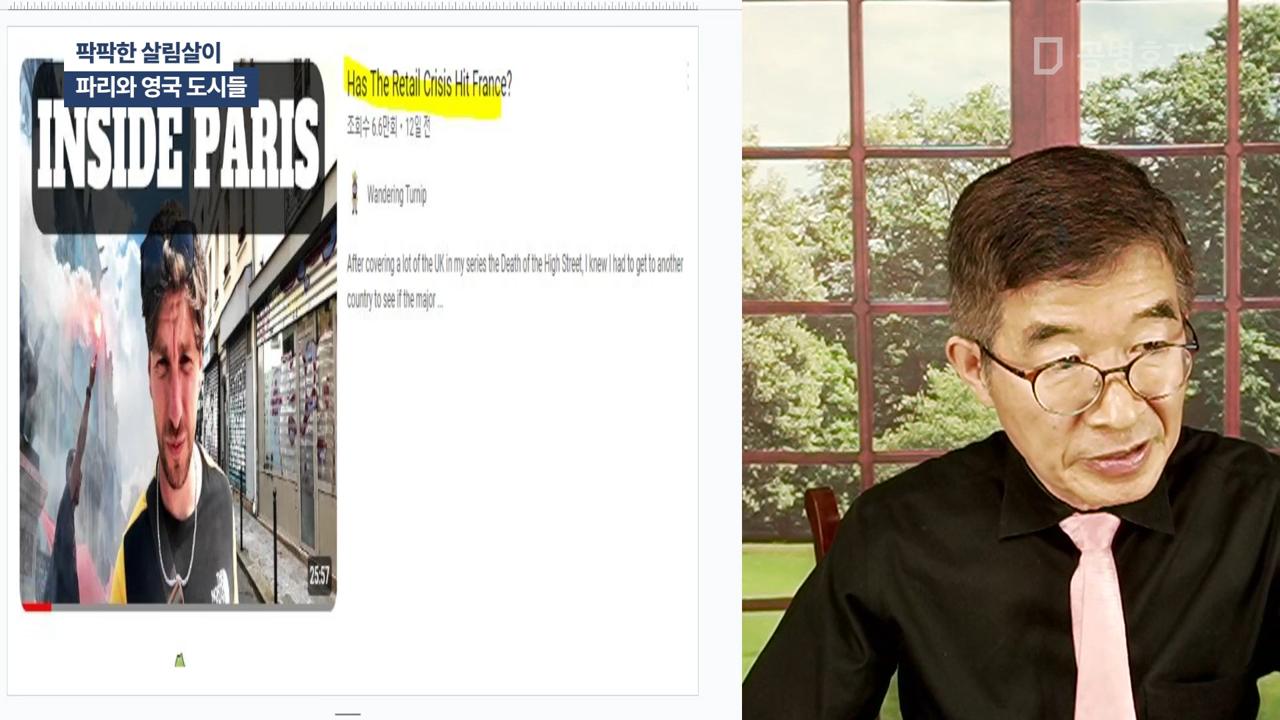 팍팍한 살림살이
파리와 영국 도시들
INSIDE PARIS
25:57
Has The Retail Crisis Hit France?
조회수 6.6만회 • 12일 전
Wandering Turnip
After covering a lot of the UK in my series the Death of the High Street, I knew I had to get to another
country to see if the major ...